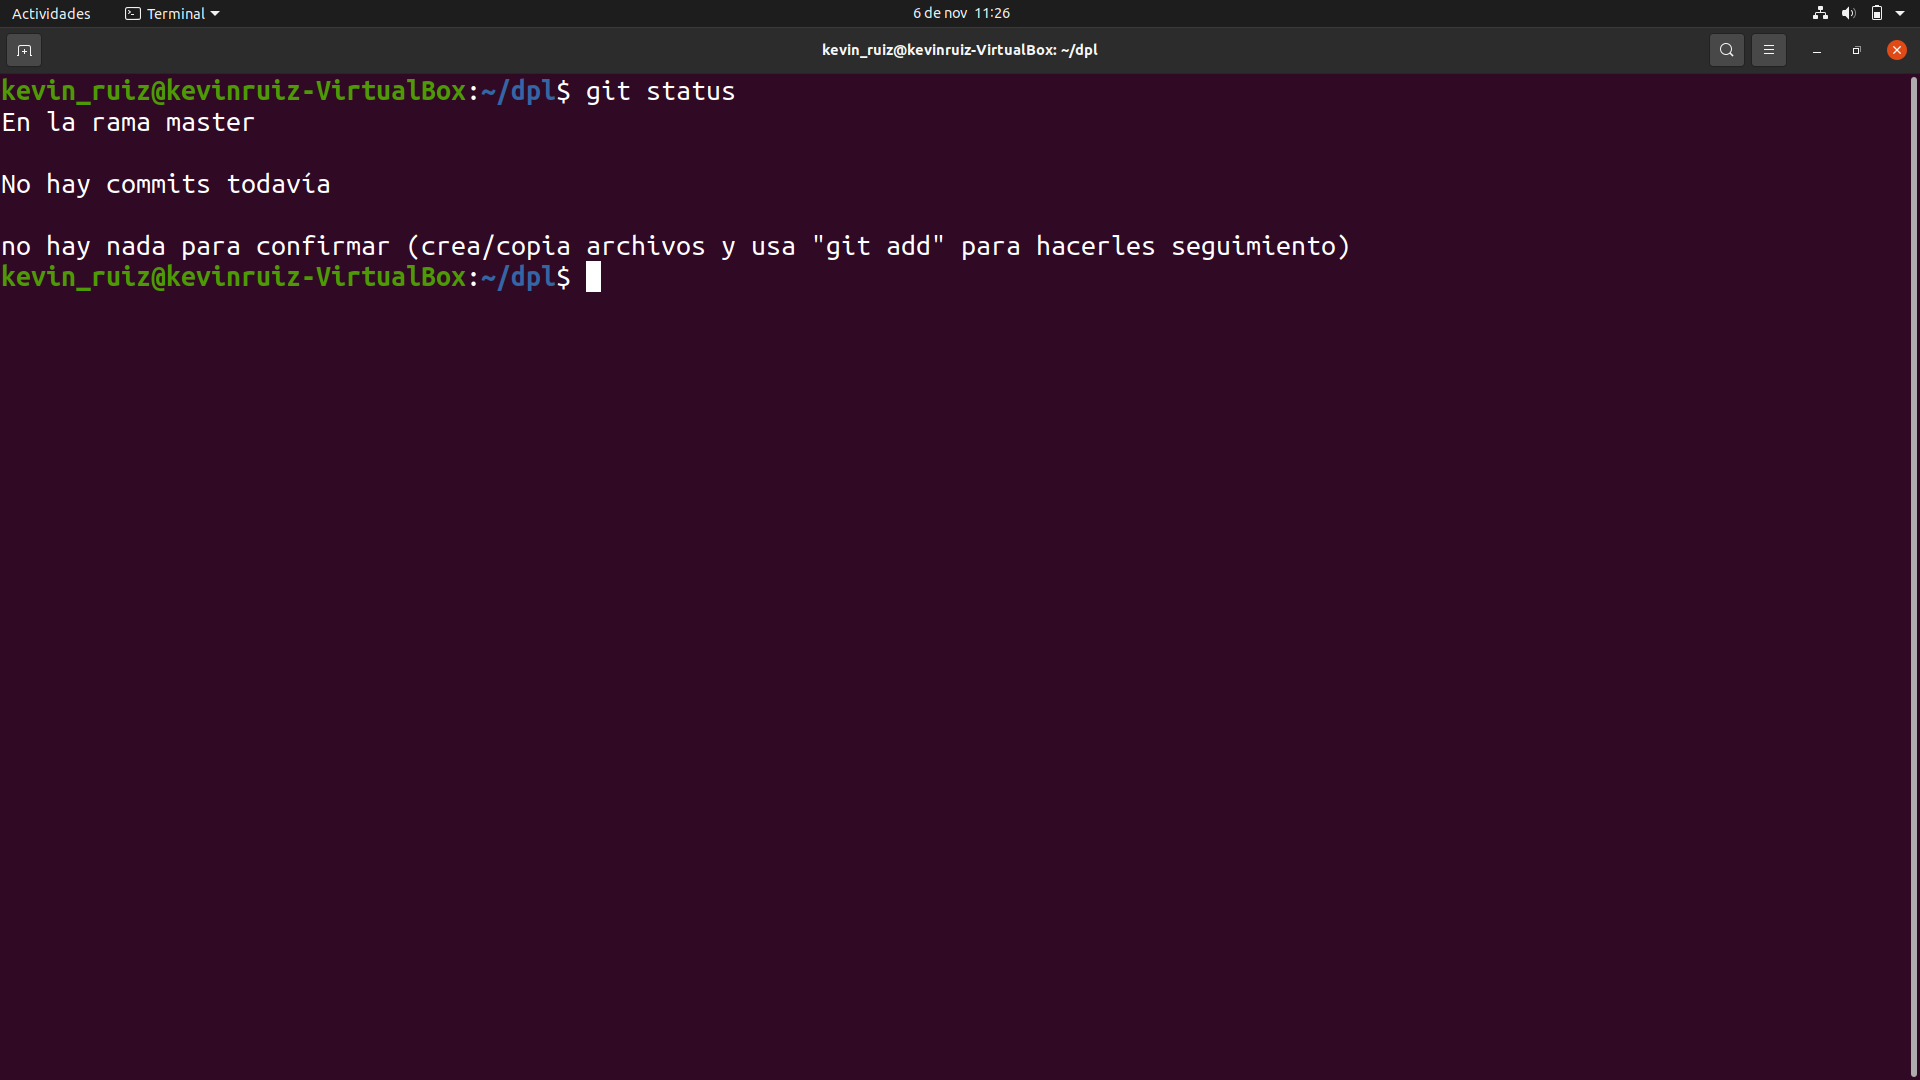 Actividades Terminal 6 de nov 11:26
kevin_ruiz@kevinruiz-VirtualBox: ~/dpl
kevin_ruiz@kevinruiz-VirtualBox:~/dpl$ git status
En la rama master
No hay commits todavía
no hay nada para confirmar (crea/copia archivos y usa "git add" para hacerles seguimiento)
kevin_ruiz@kevinruiz-VirtualBox:~/dpl$